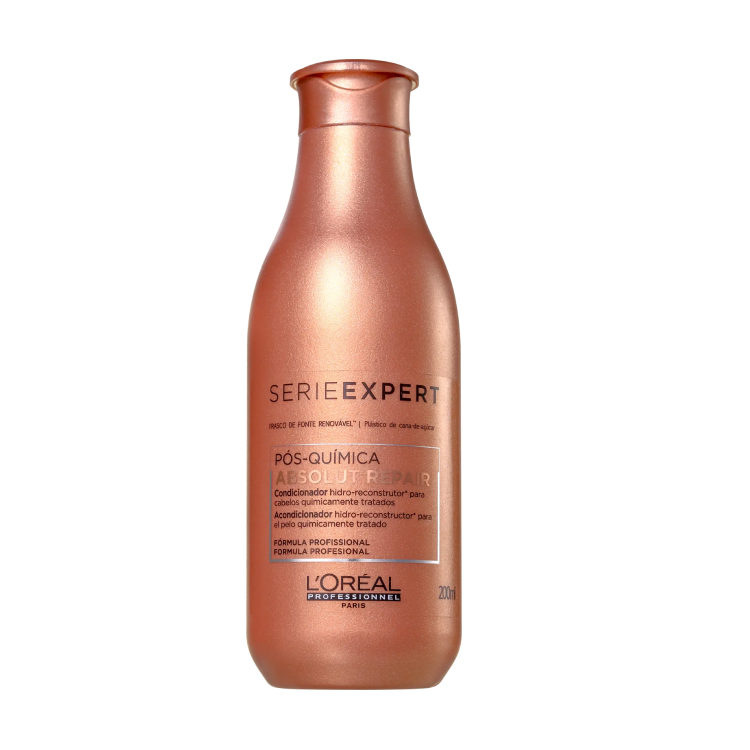 SERIEEXPERT
FRASCO DE FONTE RENOVÁVEL™ | Plástico de cana-de-açúcar
PÓS-QUÍMICA
ABSOLUT REPAIR
Condicionador hidro-reconstrutor* para
cabelos quimicamente tratados
Acondicionador hidro-reconstructor* para
el pelo químicamente tratado
FÓRMULA PROFISSIONAL
FORMULA PROFESIONAL
L'ORÉAL
PROFESSIONNEL
PARIS
200ml